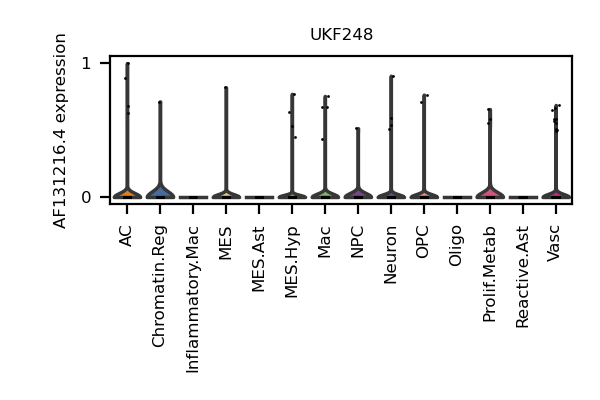 UKF248
AF131216.4 expression
1
0
AC
Chromatin.Reg
Inflammatory.Mac
MES
MES.Ast
MES.Hyp
Mac
NPC
Neuron
OPC
Oligo
Prolif.Metab
Reactive.Ast
Vasc